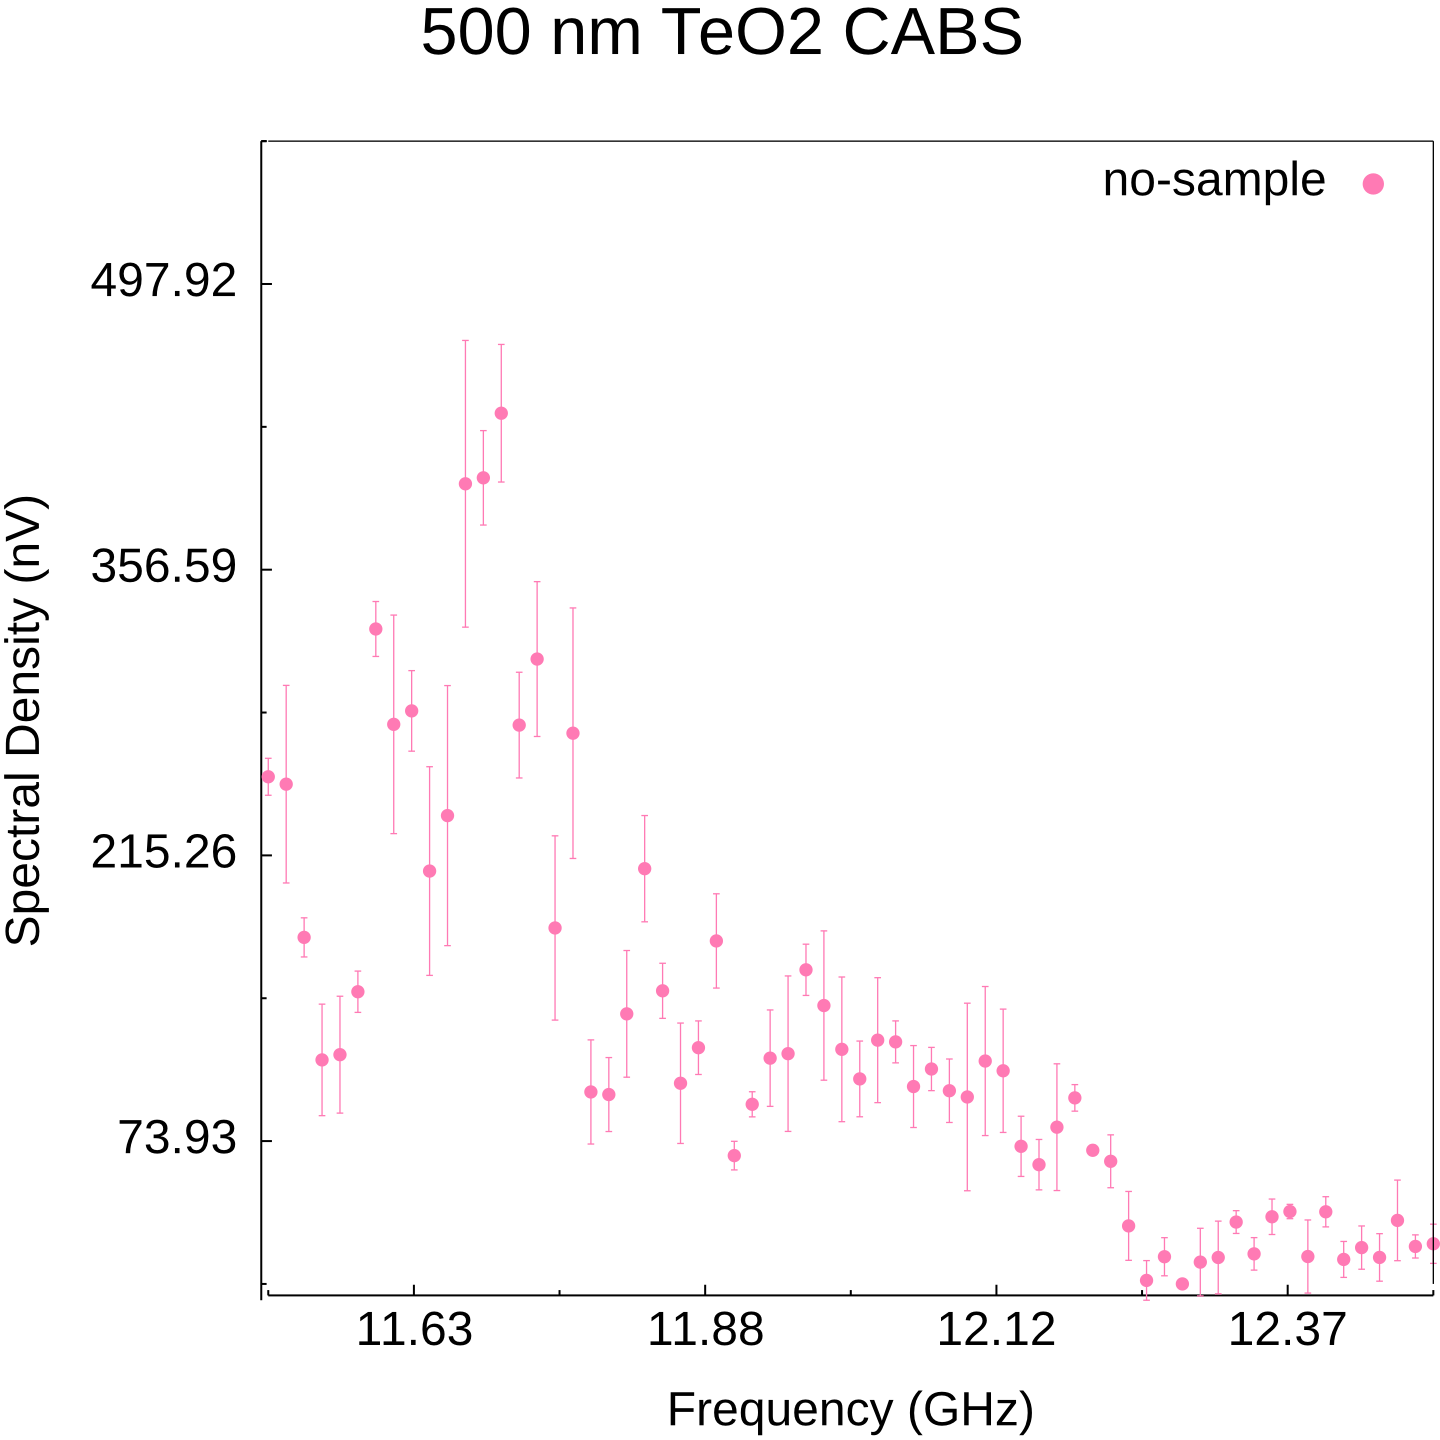 500 nm TeO2 CABS
no-sample
497.92
356.59
215.26
73.93
Spectral Density (nV)
11.63
11.88
12.12
12.37
Frequency (GHz)